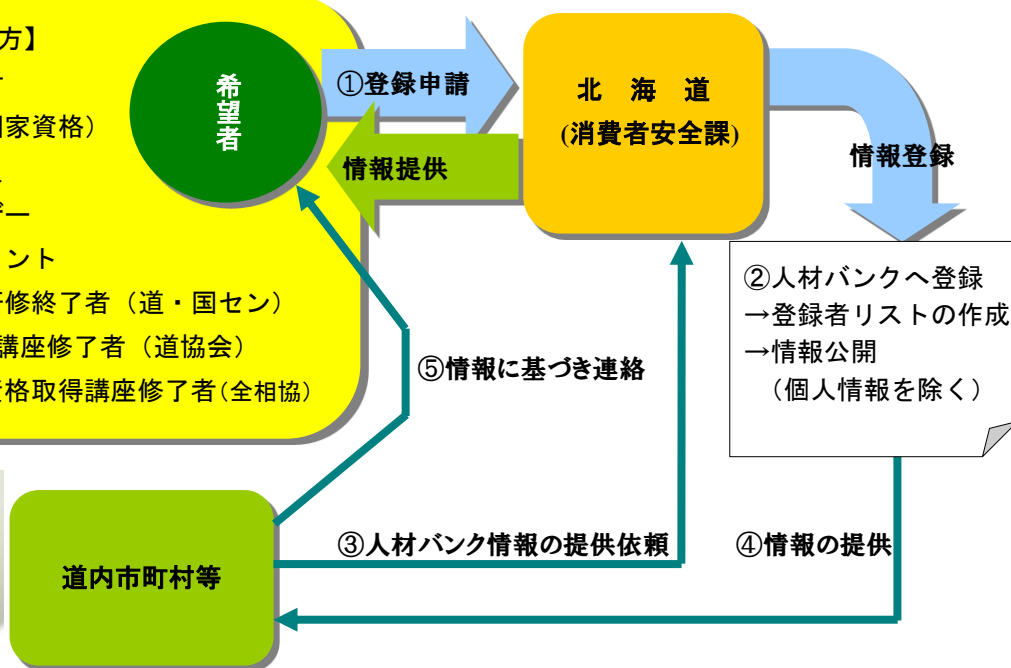 方】
家資格）
ー
ント
修終了者（道・国セン）
講座修了者（道協会）
資格取得講座修了者(全相協)
希望者
①登録申請
情報提供
北　海　道
(消費者安全課)
情報登録
②人材バンクへ登録
→登録者リストの作成
→情報公開
（個人情報を除く）
⑤情報に基づき連絡
③人材バンク情報の提供依頼
④情報の提供
道内市町村等